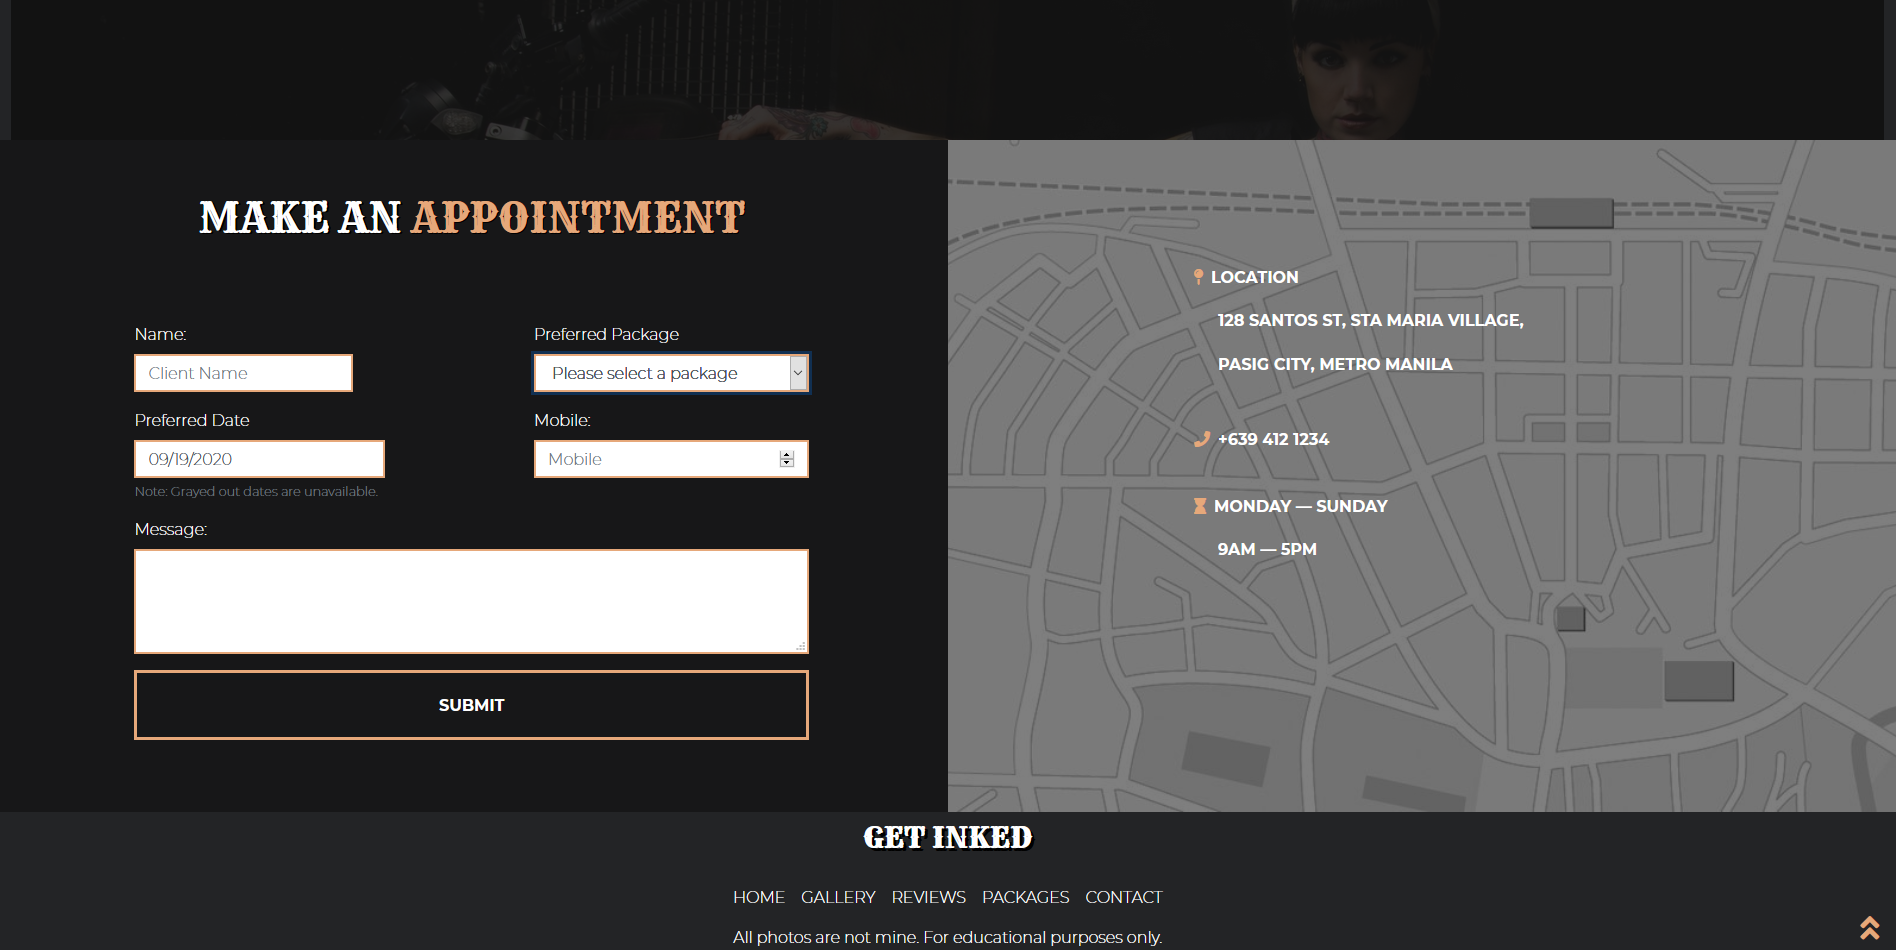 MAKE AN APPOINTMENT
Name:
Client Name
Preferred Package
Please select a package
Preferred Date
09/19/2020
Note: Grayed out dates are unavailable.
Mobile:
Mobile
Message:
SUBMIT
LOCATION
128 SANTOS ST, STA MARIA VILLAGE,
PASIG CITY, METRO MANILA
+639 412 1234
MONDAY — SUNDAY
9AM — 5PM
GET INKED
HOME GALLERY REVIEWS PACKAGES CONTACT
All photos are not mine. For educational purposes only.